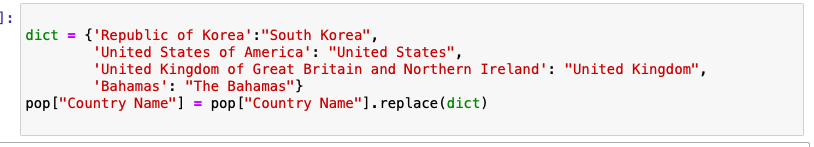 ]:
dict = {'Republic of Korea':"South Korea",
'United States of America': "United States",
'United Kingdom of Great Britain and Northern Ireland': "United Kingdom",
'Bahamas': "The Bahamas"}
pop["Country Name"] = pop["Country Name"].replace(dict)